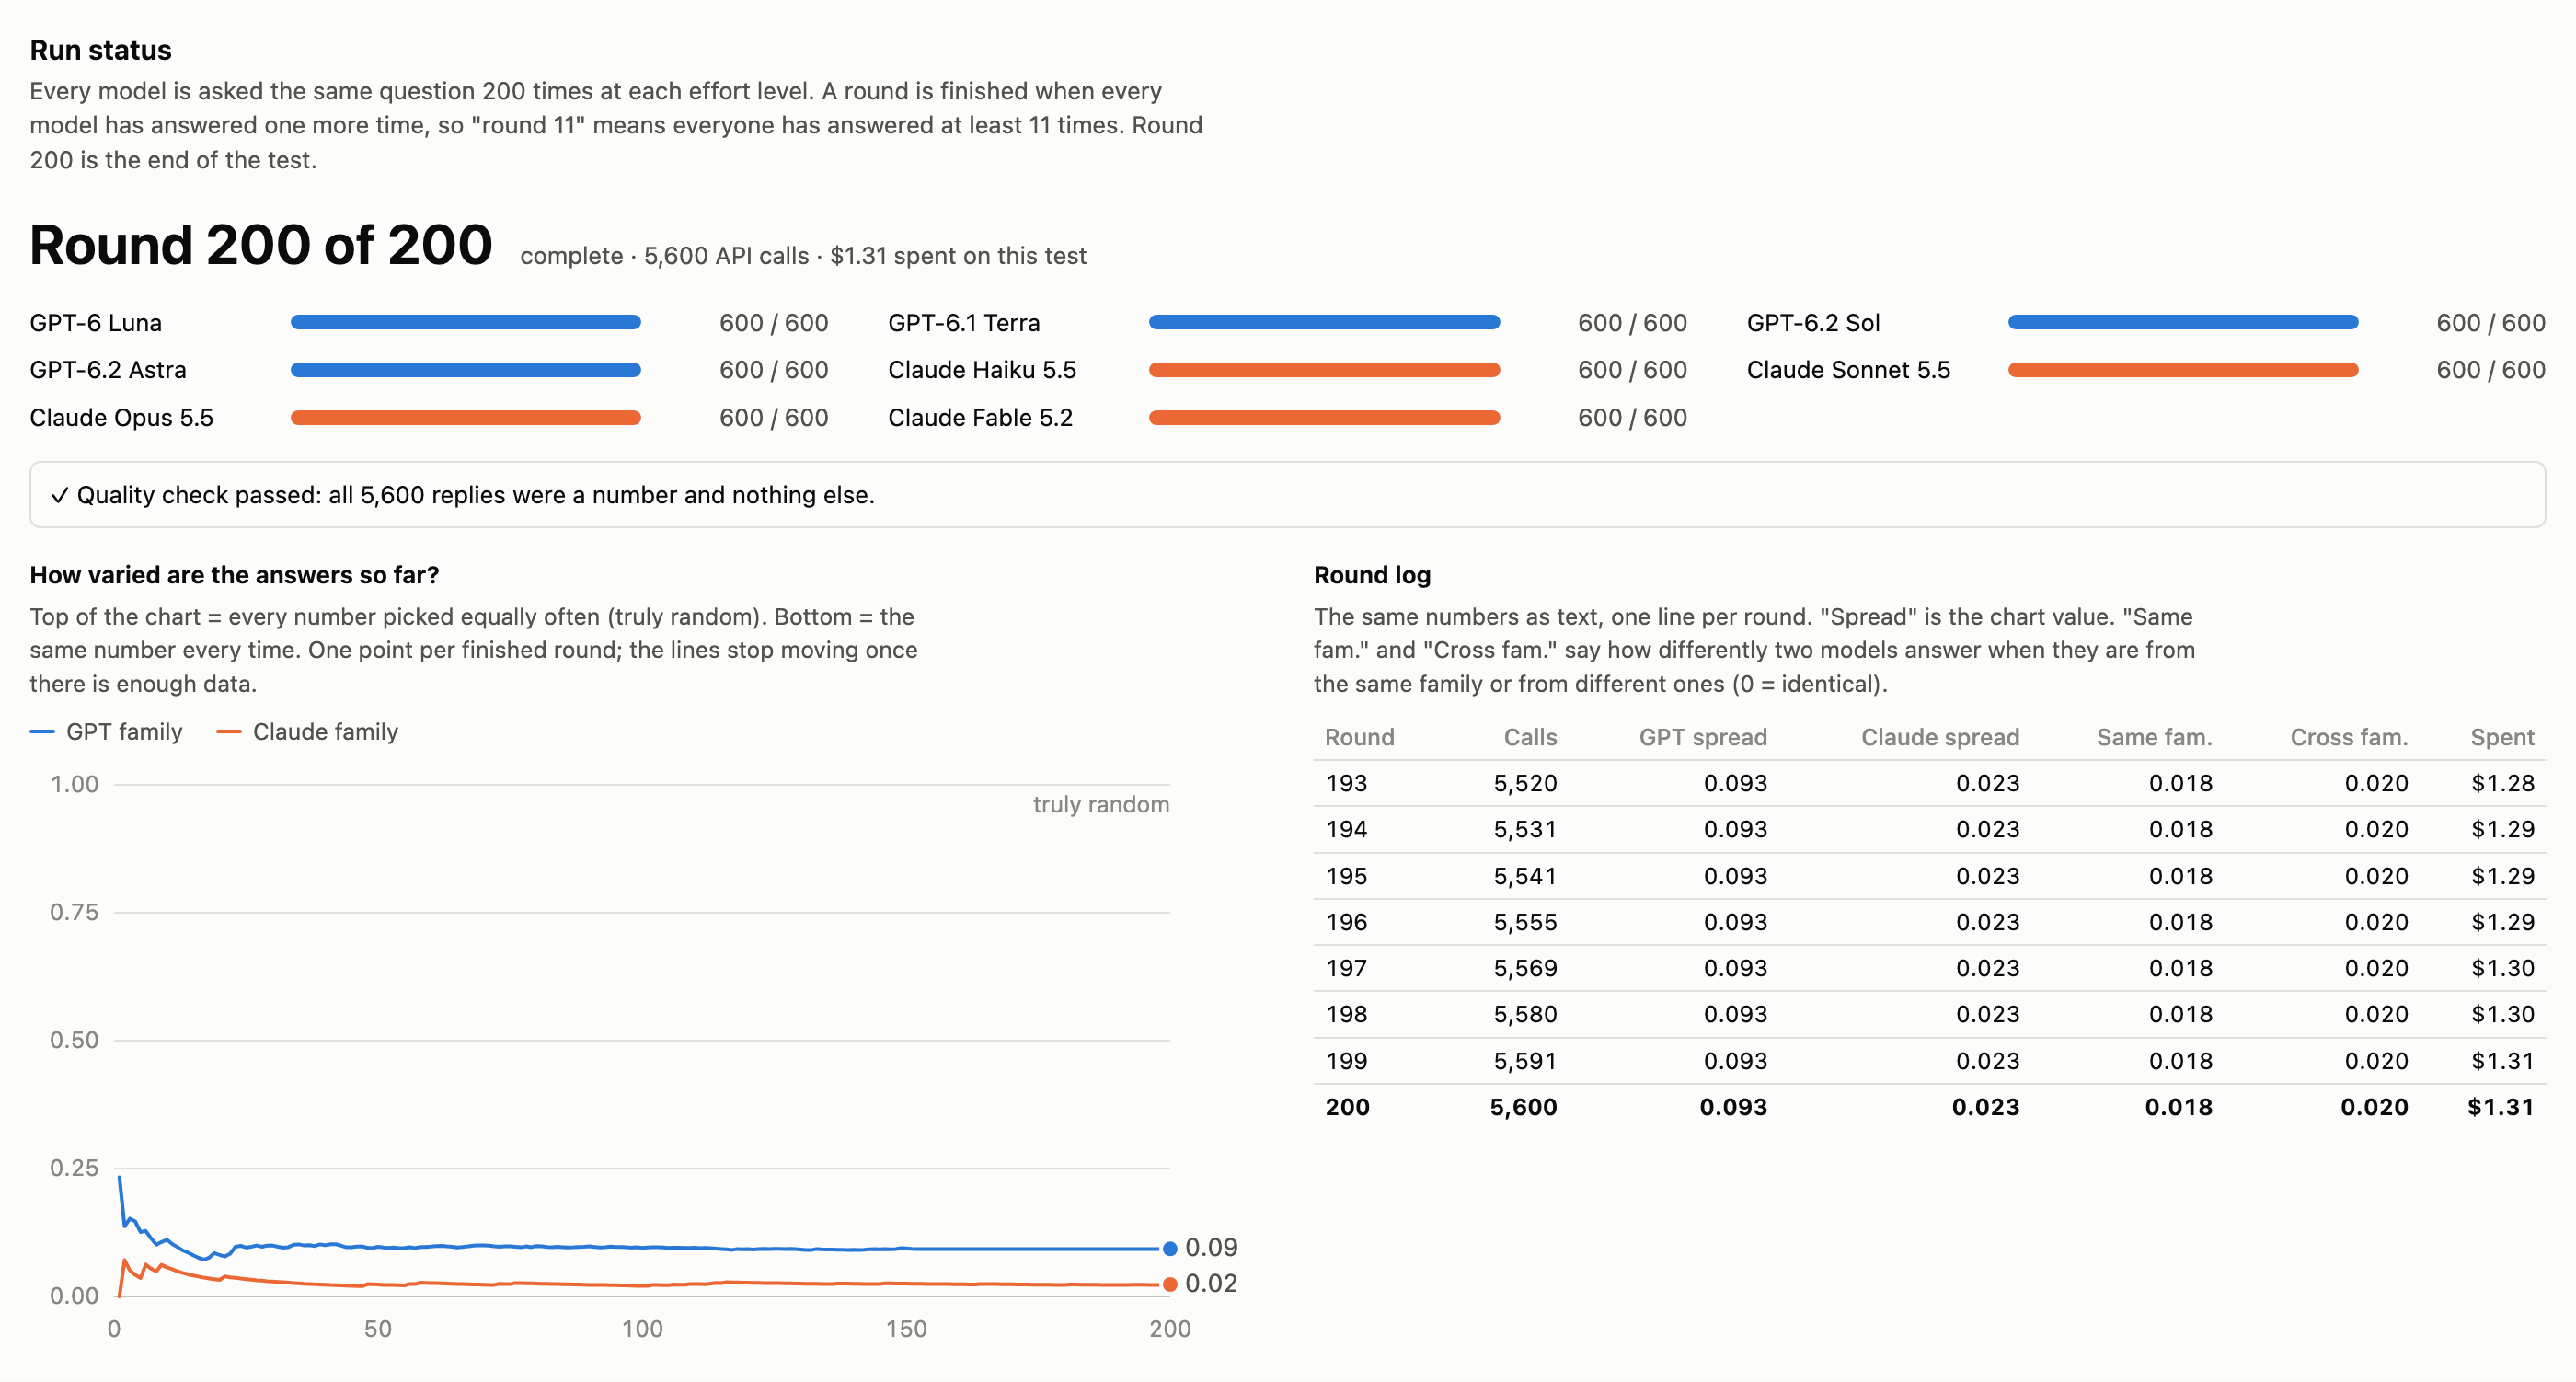 Run status
Every model is asked the same question 200 times at each effort level. A round is finished when every
model has answered one more time, so "round 11" means everyone has answered at least 11 times. Round
200 is the end of the test.
Round 200 of 200 complete · 5,600 API calls · $1.31 spent on this test
GPT-6 Luna 600 / 600 GPT-6.1 Terra 600 / 600 GPT-6.2 Sol 600 / 600
GPT-6.2 Astra 600 / 600 Claude Haiku 5.5 600 / 600 Claude Sonnet 5.5 600 / 600
Claude Opus 5.5 600 / 600 Claude Fable 5.2 600 / 600
✓ Quality check passed: all 5,600 replies were a number and nothing else.
How varied are the answers so far?
Top of the chart = every number picked equally often (truly random). Bottom = the
same number every time. One point per finished round; the lines stop moving once
there is enough data.
GPT family Claude family
1.00
truly random
0.75
0.50
0.25
0.09
0.02
0.00
0 50 100 150 200
Round log
The same numbers as text, one line per round. "Spread" is the chart value. "Same
fam." and "Cross fam." say how differently two models answer when they are from
the same family or from different ones (0 = identical).
Round Calls GPT spread Claude spread Same fam. Cross fam. Spent
193 5,520 0.093 0.023 0.018 0.020 $1.28
194 5,531 0.093 0.023 0.018 0.020 $1.29
195 5,541 0.093 0.023 0.018 0.020 $1.29
196 5,555 0.093 0.023 0.018 0.020 $1.29
197 5,569 0.093 0.023 0.018 0.020 $1.30
198 5,580 0.093 0.023 0.018 0.020 $1.30
199 5,591 0.093 0.023 0.018 0.020 $1.31
200 5,600 0.093 0.023 0.018 0.020 $1.31